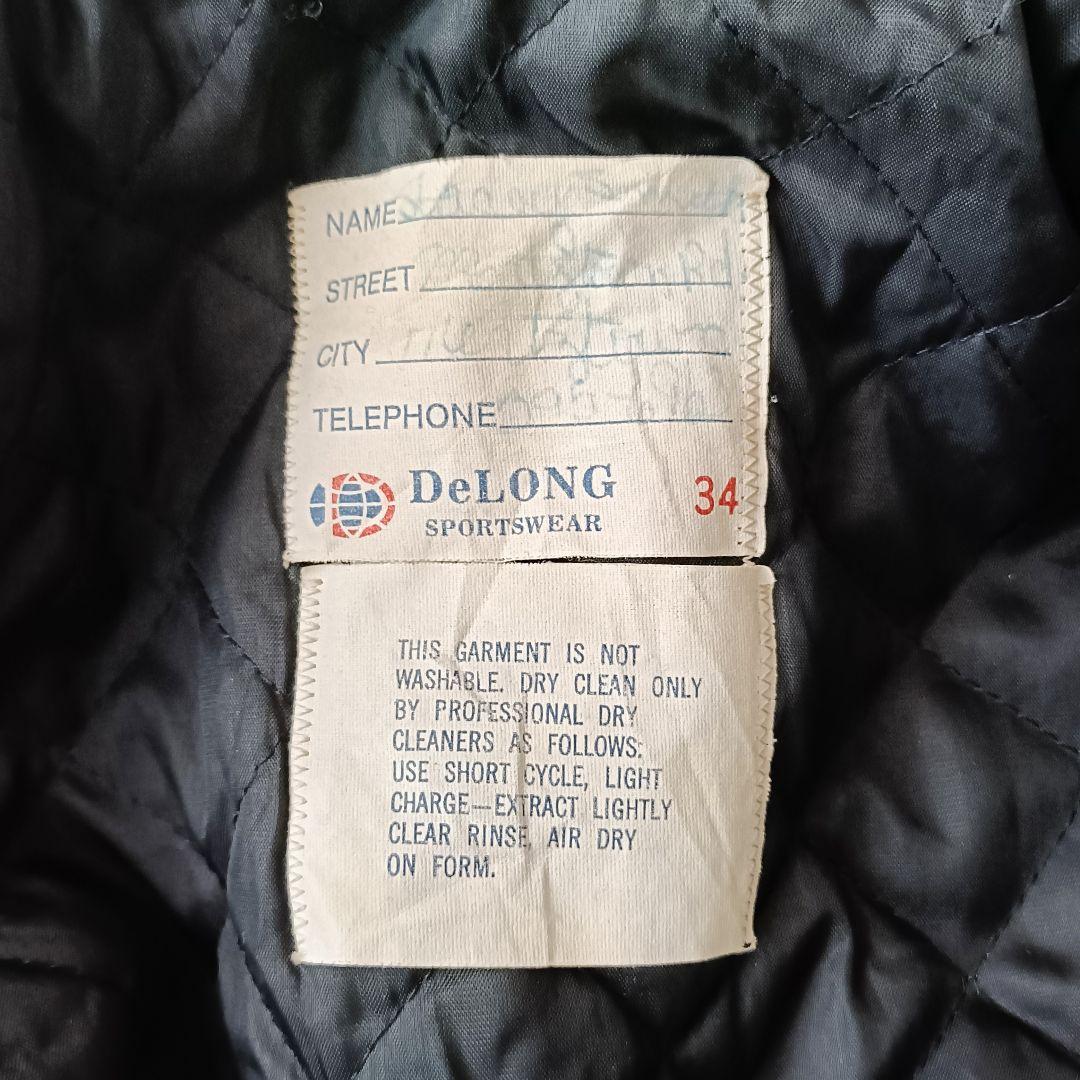 NAME
STREET
CITY
TELEPHONE
DeLONG
SPORTSWEAR
34
THIS GARMENT IS NOT
WASHABLE. DRY CLEAN ONLY
BY PROFESSIONAL DRY
CLEANERS AS FOLLOWS:
USE SHORT CYCLE, LIGHT
CHARGE—EXTRACT LIGHTLY
CLEAR RINSE, AIR DRY
ON FORM.